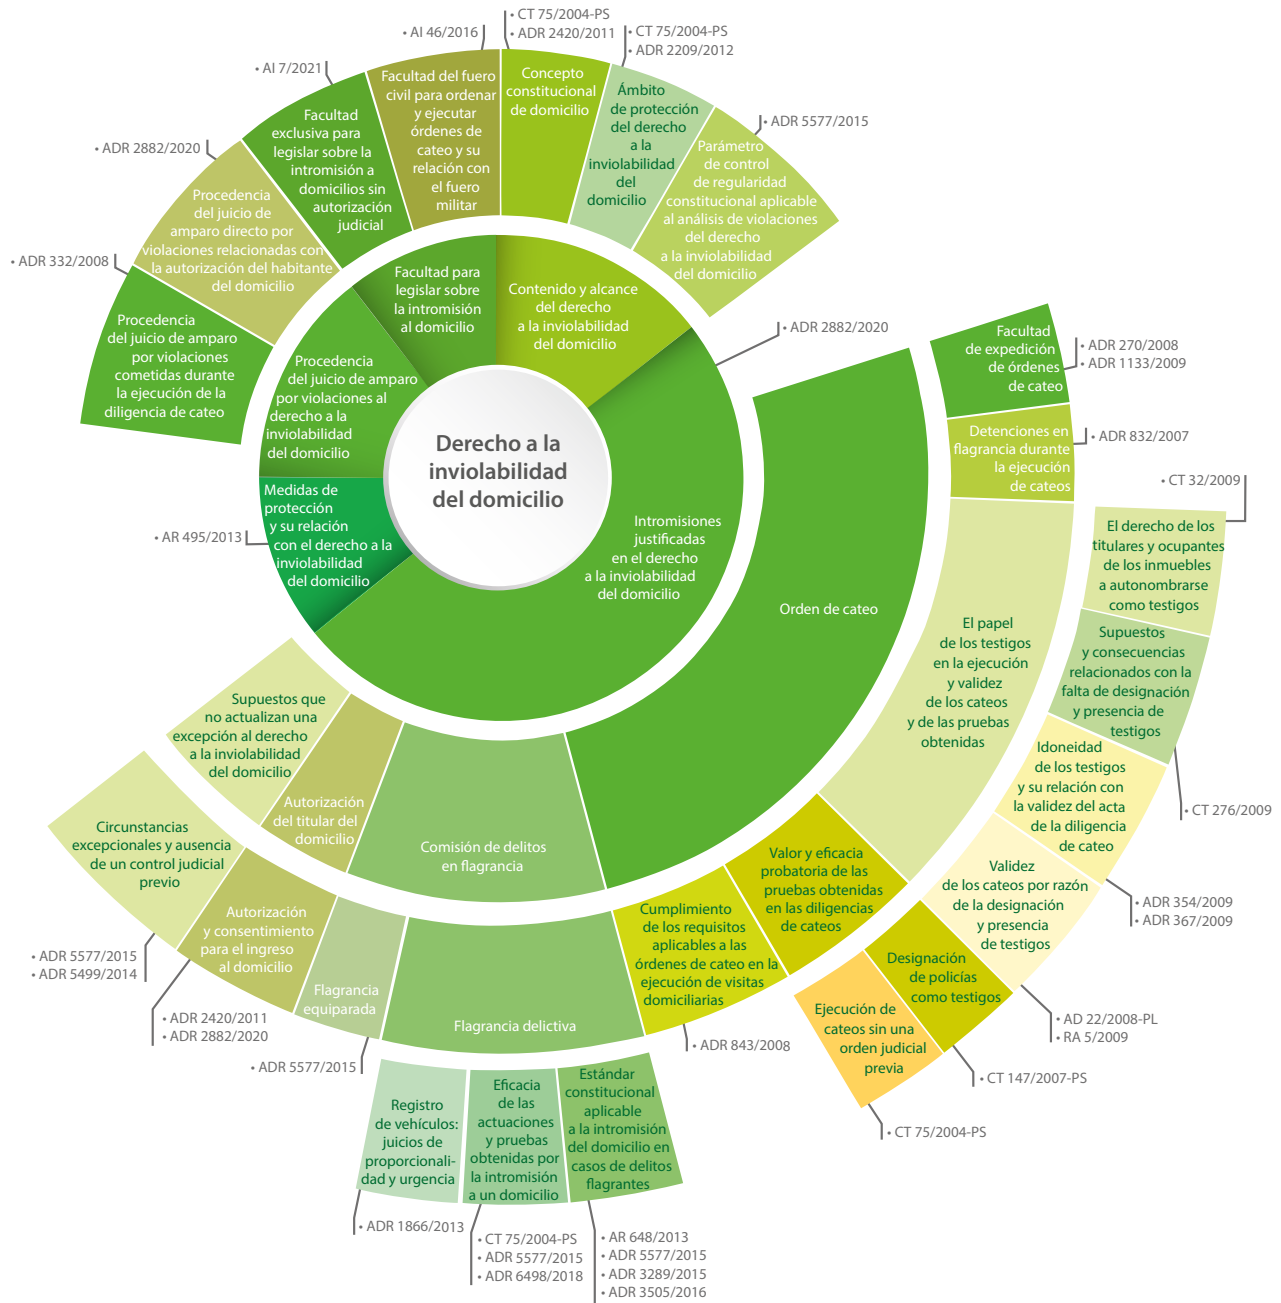 Derecho a la
inviolabilidad
del domicilio
Contenido y alcance
del derecho
a la inviolabilidad
del domicilio
Concepto
constitucional
de domicilio
• CT 75/2004-PS
• ADR 2420/2011
Ámbito
de protección
del derecho
a la
inviolabilidad
del
domicilio
• CT 75/2004-PS
• ADR 2209/2012
Parámetro
de control
de regularidad
constitucional aplicable
al análisis de violaciones
del derecho
a la inviolabilidad
del domicilio
• ADR 5577/2015
Intromisiones
justificadas
en el derecho
a la inviolabilidad
del domicilio
• ADR 2882/2020
Orden de cateo
Facultad
de expedición
de órdenes
de cateo
• ADR 270/2008
• ADR 1133/2009
Detenciones en
flagrancia durante
la ejecución
de cateos
• ADR 832/2007
El papel
de los testigos
en la ejecución
y validez
de los cateos
y de las pruebas
obtenidas
El derecho de los
titulares y ocupantes
de los inmuebles
a autonombrarse
como testigos
• CT 32/2009
Supuestos
y consecuencias
relacionados con la
falta de designación
y presencia de
testigos
• CT 276/2009
Idoneidad
de los testigos
y su relación con
la validez del acta
de la diligencia
de cateo
• ADR 354/2009
• ADR 367/2009
Validez
de los cateos por razón
de la designación
y presencia
de testigos
• AD 22/2008-PL
• RA 5/2009
Valor y eficacia
probatoria de las
pruebas obtenidas
en las diligencias
de cateos
Designación
de policías
como testigos
• CT 147/2007-PS
Ejecución de
cateos sin una
orden judicial
previa
• CT 75/2004-PS
Cumplimiento
de los requisitos
aplicables a las
órdenes de cateo en la
ejecución de visitas
domiciliarias
• ADR 843/2008
Comisión de delitos
en flagrancia
Flagrancia delictiva
Estándar
constitucional
aplicable
a la intromisión
del domicilio en
casos de delitos
flagrantes
• AR 648/2013
• ADR 5577/2015
• ADR 3289/2015
• ADR 3505/2016
Eficacia
de las
actuaciones
y pruebas
obtenidas por
la intromisión
a un domicilio
• CT 75/2004-PS
• ADR 5577/2015
• ADR 6498/2018
Registro
de vehículos:
juicios de
proporcionali-
dad y urgencia
• ADR 1866/2013
Flagrancia
equiparada
• ADR 5577/2015
Autorización
del titular del
domicilio
Autorización
y consentimiento
para el ingreso
al domicilio
• ADR 2420/2011
• ADR 2882/2020
Supuestos que
no actualizan una
excepción al derecho
a la inviolabilidad
del domicilio
Circunstancias
excepcionales y ausencia
de un control judicial
previo
• ADR 5577/2015
• ADR 5499/2014
Medidas de
protección
y su relación
con el derecho a la
inviolabilidad
del domicilio
• AR 495/2013
Procedencia
del juicio de amparo
por violaciones al
derecho a la
inviolabilidad
del domicilio
Procedencia
del juicio de amparo
por violaciones
cometidas durante
la ejecución de la
diligencia de cateo
• ADR 332/2008
Procedencia
del juicio de
amparo directo por
violaciones relacionadas con
la autorización del habitante
del domicilio
• ADR 2882/2020
Facultad para
legislar sobre
la intromisión
al domicilio
Facultad
exclusiva para
legislar sobre la
intromisión a
domicilios sin
autorización
judicial
• AI 7/2021
Facultad del fuero
civil para ordenar
y ejecutar
órdenes de
cateo y su
relación con
el fuero
militar
• AI 46/2016